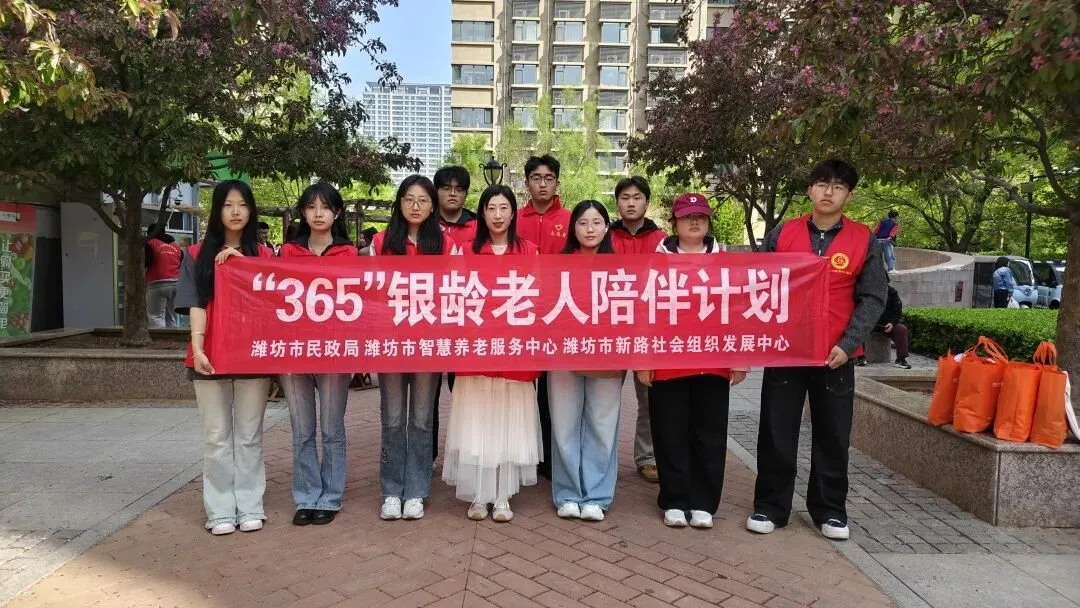 “365”银龄老人陪伴计划
潍坊市民政局 潍坊市智慧养老服务中心 潍坊市新路社会组织发展中心